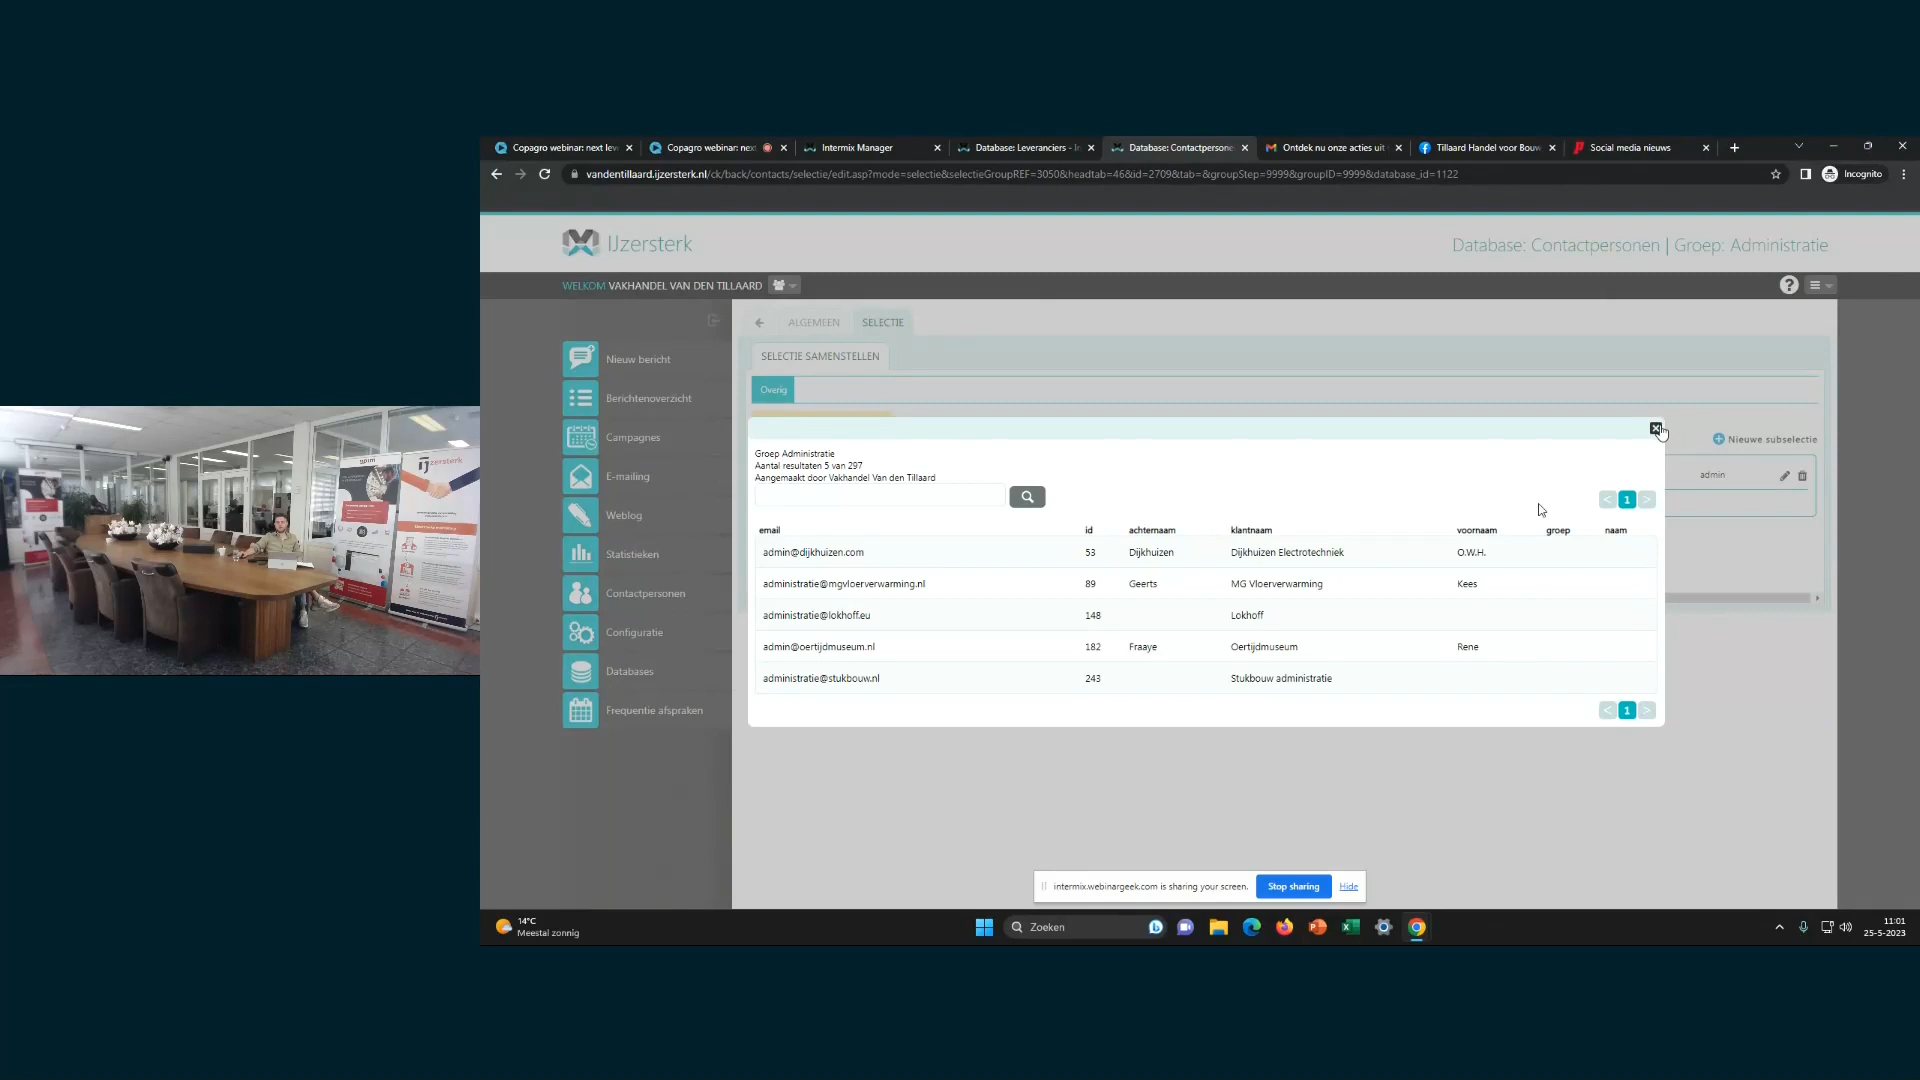 Copagro webinar: next lev
Copagro webinar: nex
Intermix Manager
Database: Leveranciers - In
Database: Contactpersone
Ontdek nu onze acties uit
Tillaard Handel voor Bouw
Social media nieuws
vandentillaard.ijzersterk.nl/ck/back/contacts/selectie/edit.asp?mode=selectie&selectieGroupREF=3050&headtab=46&id=2709&tab=&groupStep=9999&groupID=9999&database_id=1122
Incognito
IJzersterk
Database: Contactpersonen | Groep: Administratie
WELKOM VAKHANDEL VAN DEN TILLAARD
ALGEMEEN
SELECTIE
Nieuw bericht
Berichtenoverzicht
Campagnes
E-mailing
Weblog
Statistieken
Contactpersonen
Configuratie
Databases
Frequentie afspraken
SELECTIE SAMENSTELLEN
Overig
Nieuwe subselectie
admin
Groep Administratie
Aantal resultaten 5 van 297
Aangemaakt door Vakhandel Van den Tillaard
< 1 >
email id achternaam klantnaam voornaam groep naam
admin@dijkhuizen.com 53 Dijkhuizen Dijkhuizen Electrotechniek O.W.H.
administratie@mgvloerverwarming.nl 89 Geerts MG Vloerverwarming Kees
administratie@lokhoff.eu 148 Lokhoff
admin@oertijdmuseum.nl 182 Fraaye Oertijdmuseum Rene
administratie@stukbouw.nl 243 Stukbouw administratie
< 1 >
ijzersterk
intermix.webinargeek.com is sharing your screen.
Stop sharing
Hide
14°C
Meestal zonnig
Zoeken
11:01
25-5-2023